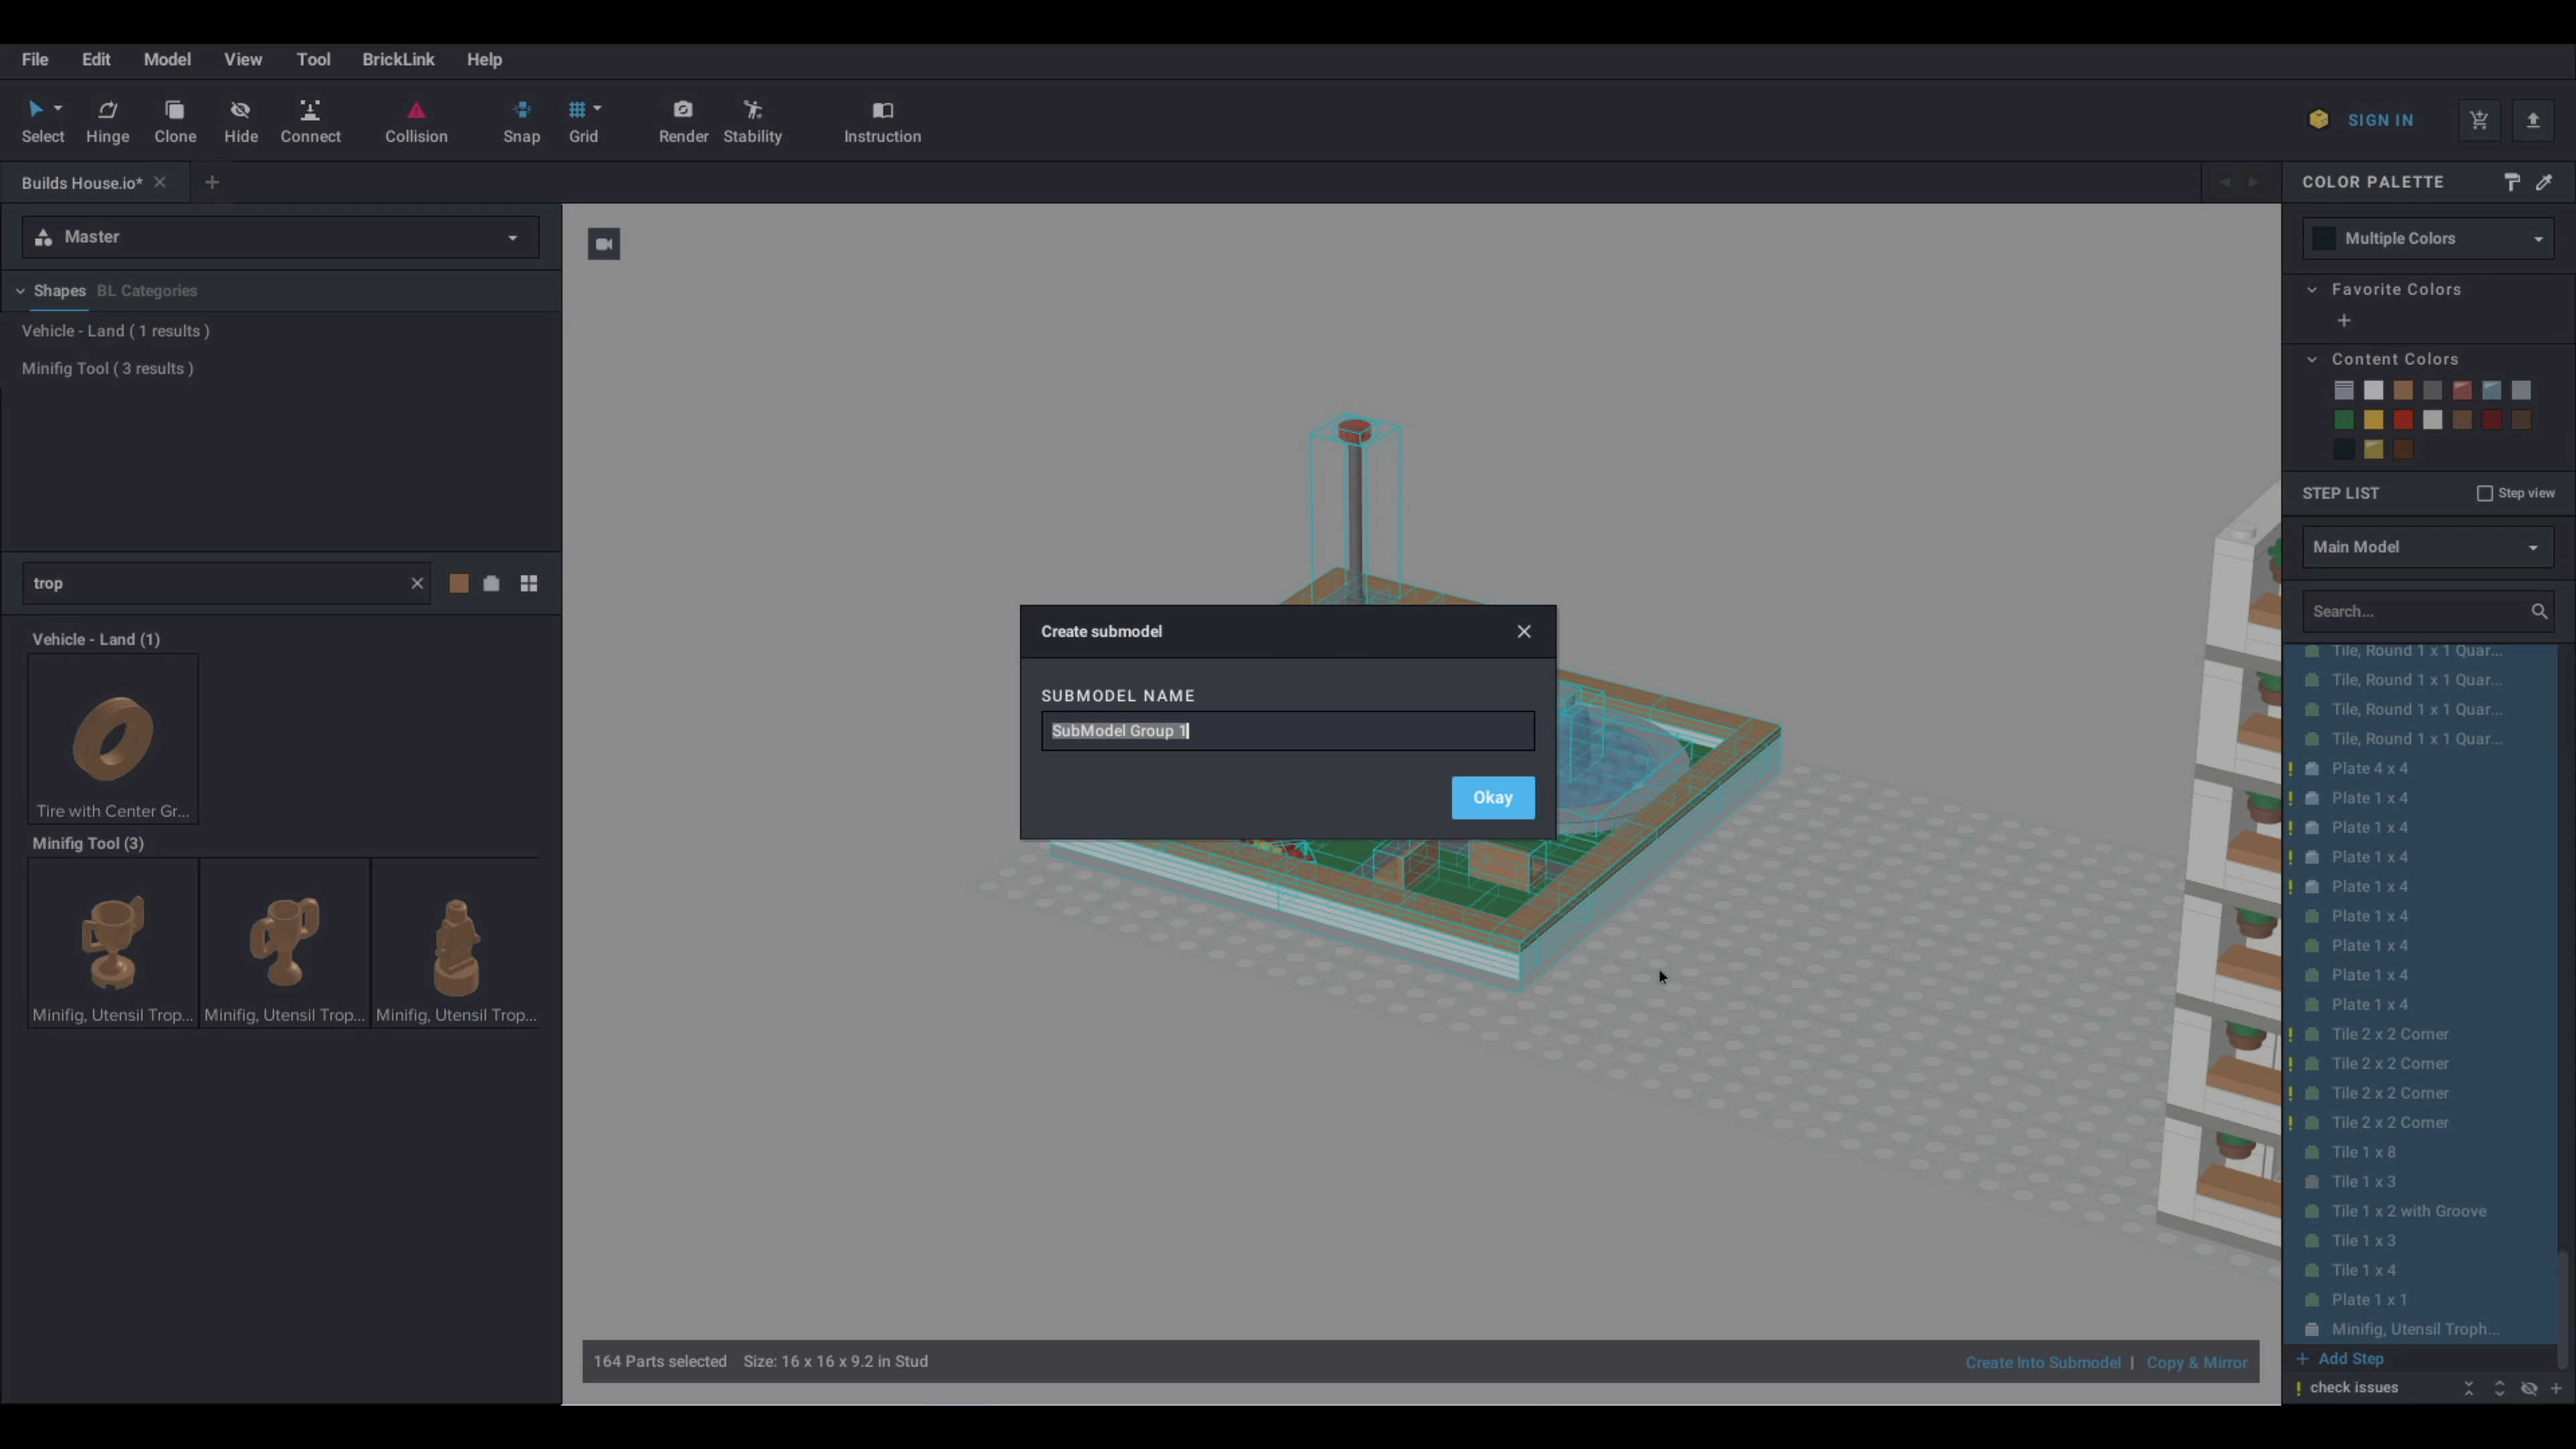 File Edit Model View Tool BrickLink Help
Select Hinge Clone Hide Connect Collision Snap Grid Render Stability Instruction
SIGN IN
Builds House.io*
Master
Shapes BL Categories
Vehicle - Land ( 1 results )
Minifig Tool ( 3 results )
trop
Vehicle - Land (1)
Tire with Center Gr...
Minifig Tool (3)
Minifig, Utensil Trop... Minifig, Utensil Trop... Minifig, Utensil Trop...
Create submodel
SUBMODEL NAME
SubModel Group 1
Okay
164 Parts selected Size: 16 x 16 x 9.2 in Stud
Create Into Submodel | Copy & Mirror
COLOR PALETTE
Multiple Colors
Favorite Colors
Content Colors
STEP LIST Step view
Main Model
Search...
Tile, Round 1 x 1 Quar...
Tile, Round 1 x 1 Quar...
Tile, Round 1 x 1 Quar...
Tile, Round 1 x 1 Quar...
Plate 4 x 4
Plate 1 x 4
Plate 1 x 4
Plate 1 x 4
Plate 1 x 4
Plate 1 x 4
Plate 1 x 4
Plate 1 x 4
Plate 1 x 4
Tile 2 x 2 Corner
Tile 2 x 2 Corner
Tile 2 x 2 Corner
Tile 2 x 2 Corner
Tile 1 x 8
Tile 1 x 3
Tile 1 x 2 with Groove
Tile 1 x 3
Tile 1 x 4
Plate 1 x 1
Minifig, Utensil Troph...
+ Add Step
! check issues